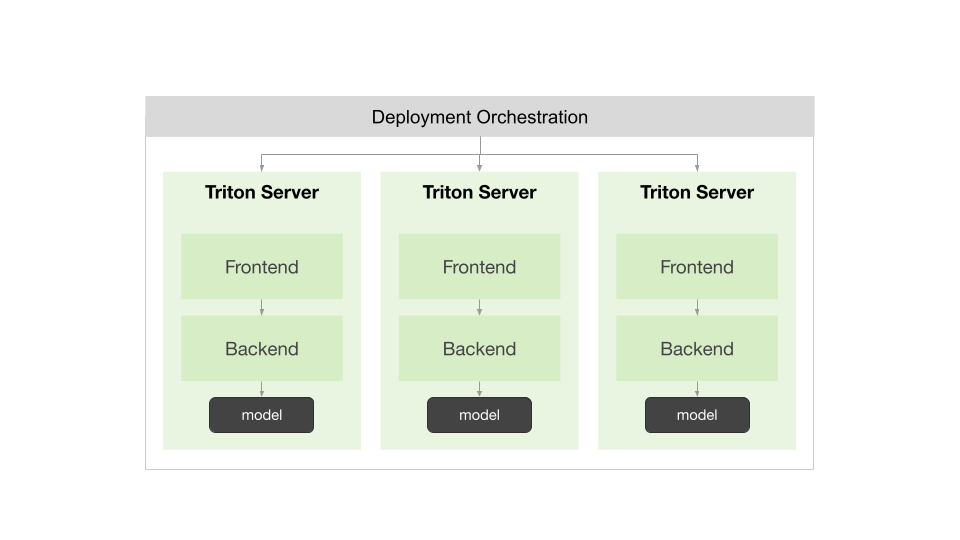 Deployment Orchestration
Triton Server
Frontend
Backend
model
Triton Server
Frontend
Backend
model
Triton Server
Frontend
Backend
model